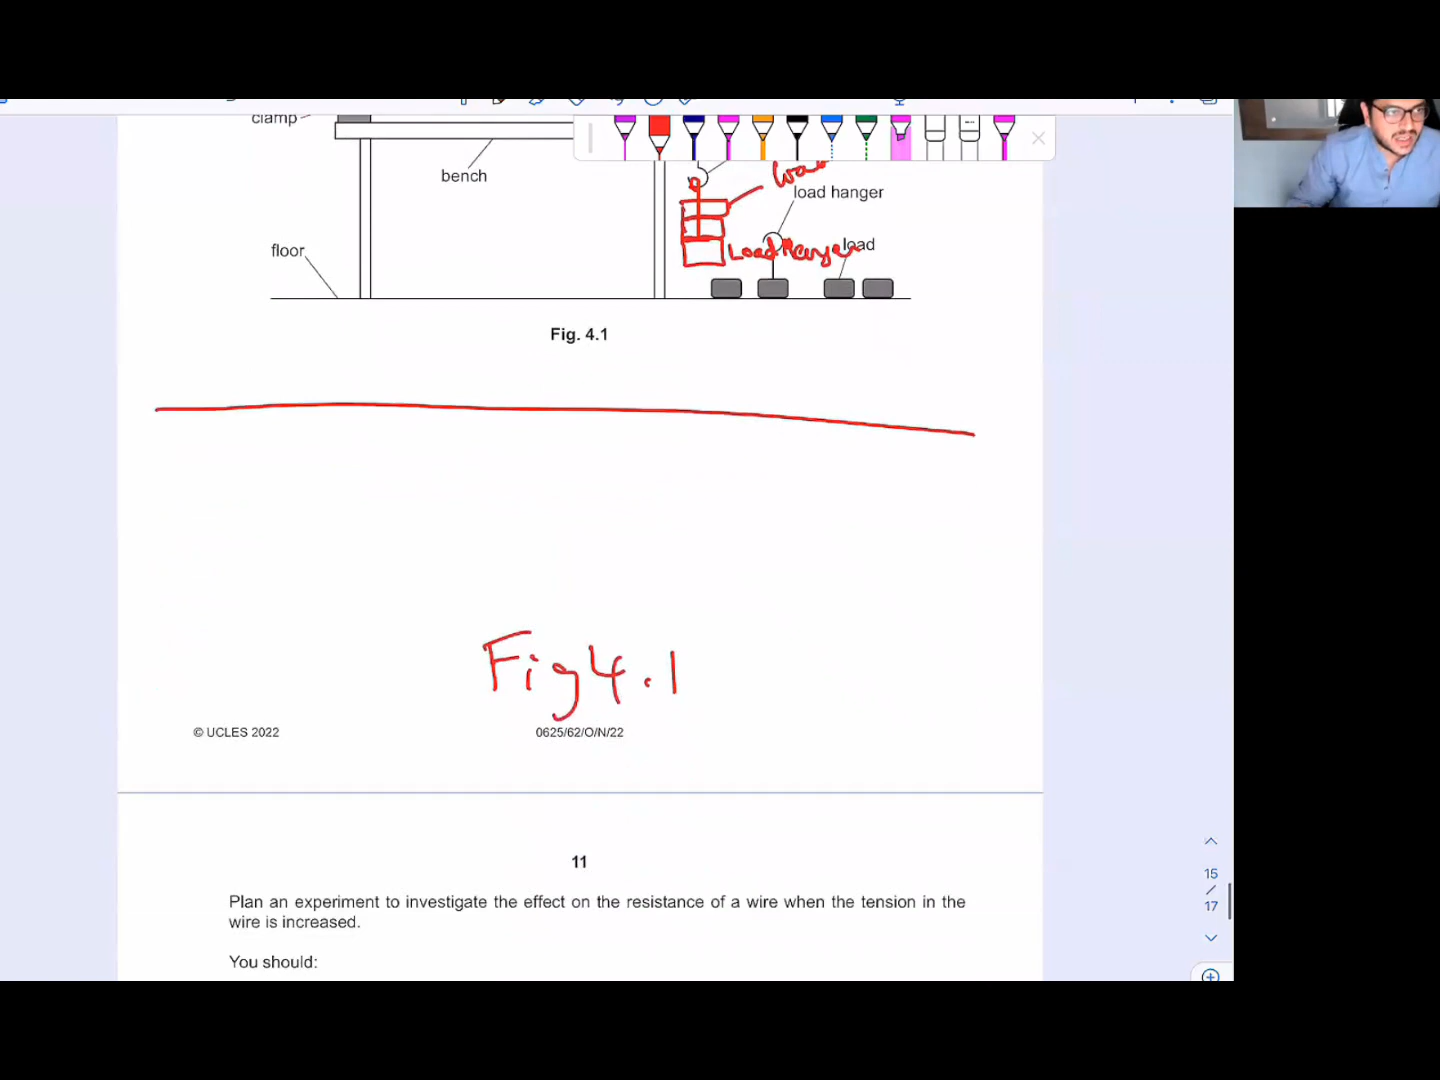 clamp
bench
load hanger
Load Hanger
load
floor
Fig. 4.1
Fig 4.1
© UCLES 2022
0625/62/O/N/22
11
Plan an experiment to investigate the effect on the resistance of a wire when the tension in the
wire is increased.
You should:
15
/
17